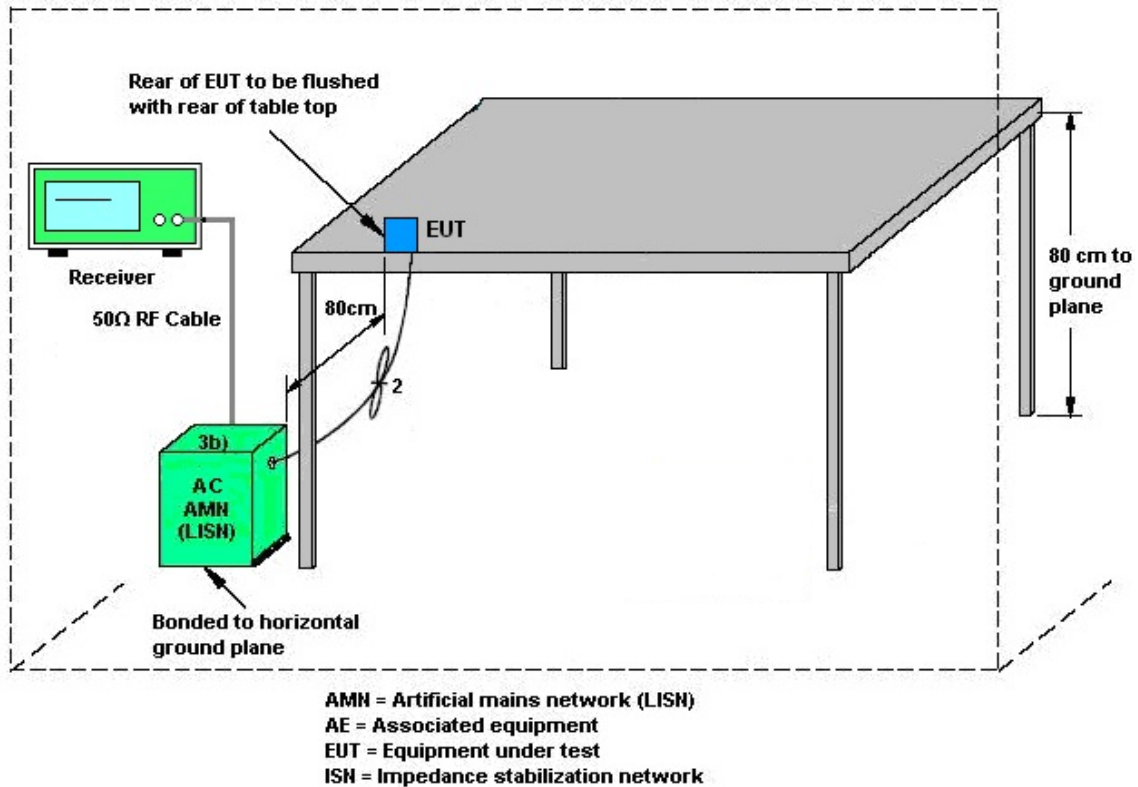 Rear of EUT to be flushed
with rear of table top
EUT
Receiver
50Ω RF Cable
80cm
80 cm to
ground
plane
2
3b)
AC
AMN
(LISN)
Bonded to horizontal
ground plane
AMN = Artificial mains network (LISN)
AE = Associated equipment
EUT = Equipment under test
ISN = Impedance stabilization network